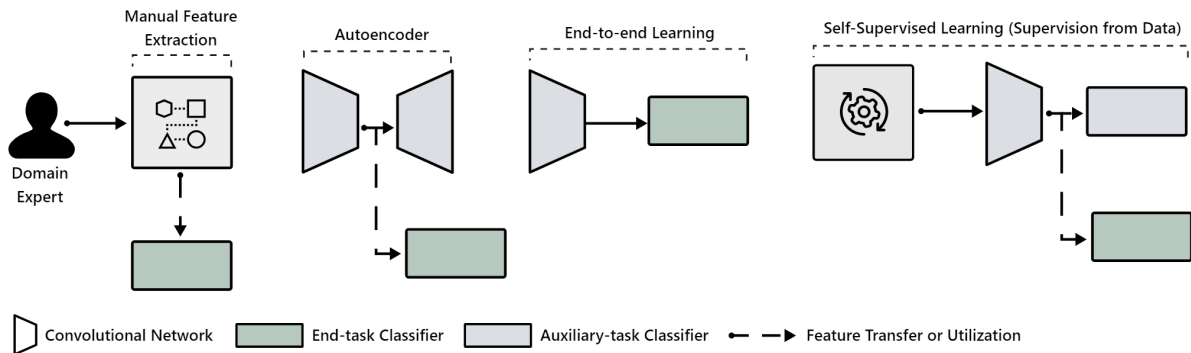 Manual Feature
Extraction
Autoencoder
End-to-end Learning
Self-Supervised Learning (Supervision from Data)
Domain
Expert
Convolutional Network
End-task Classifier
Auxiliary-task Classifier
Feature Transfer or Utilization